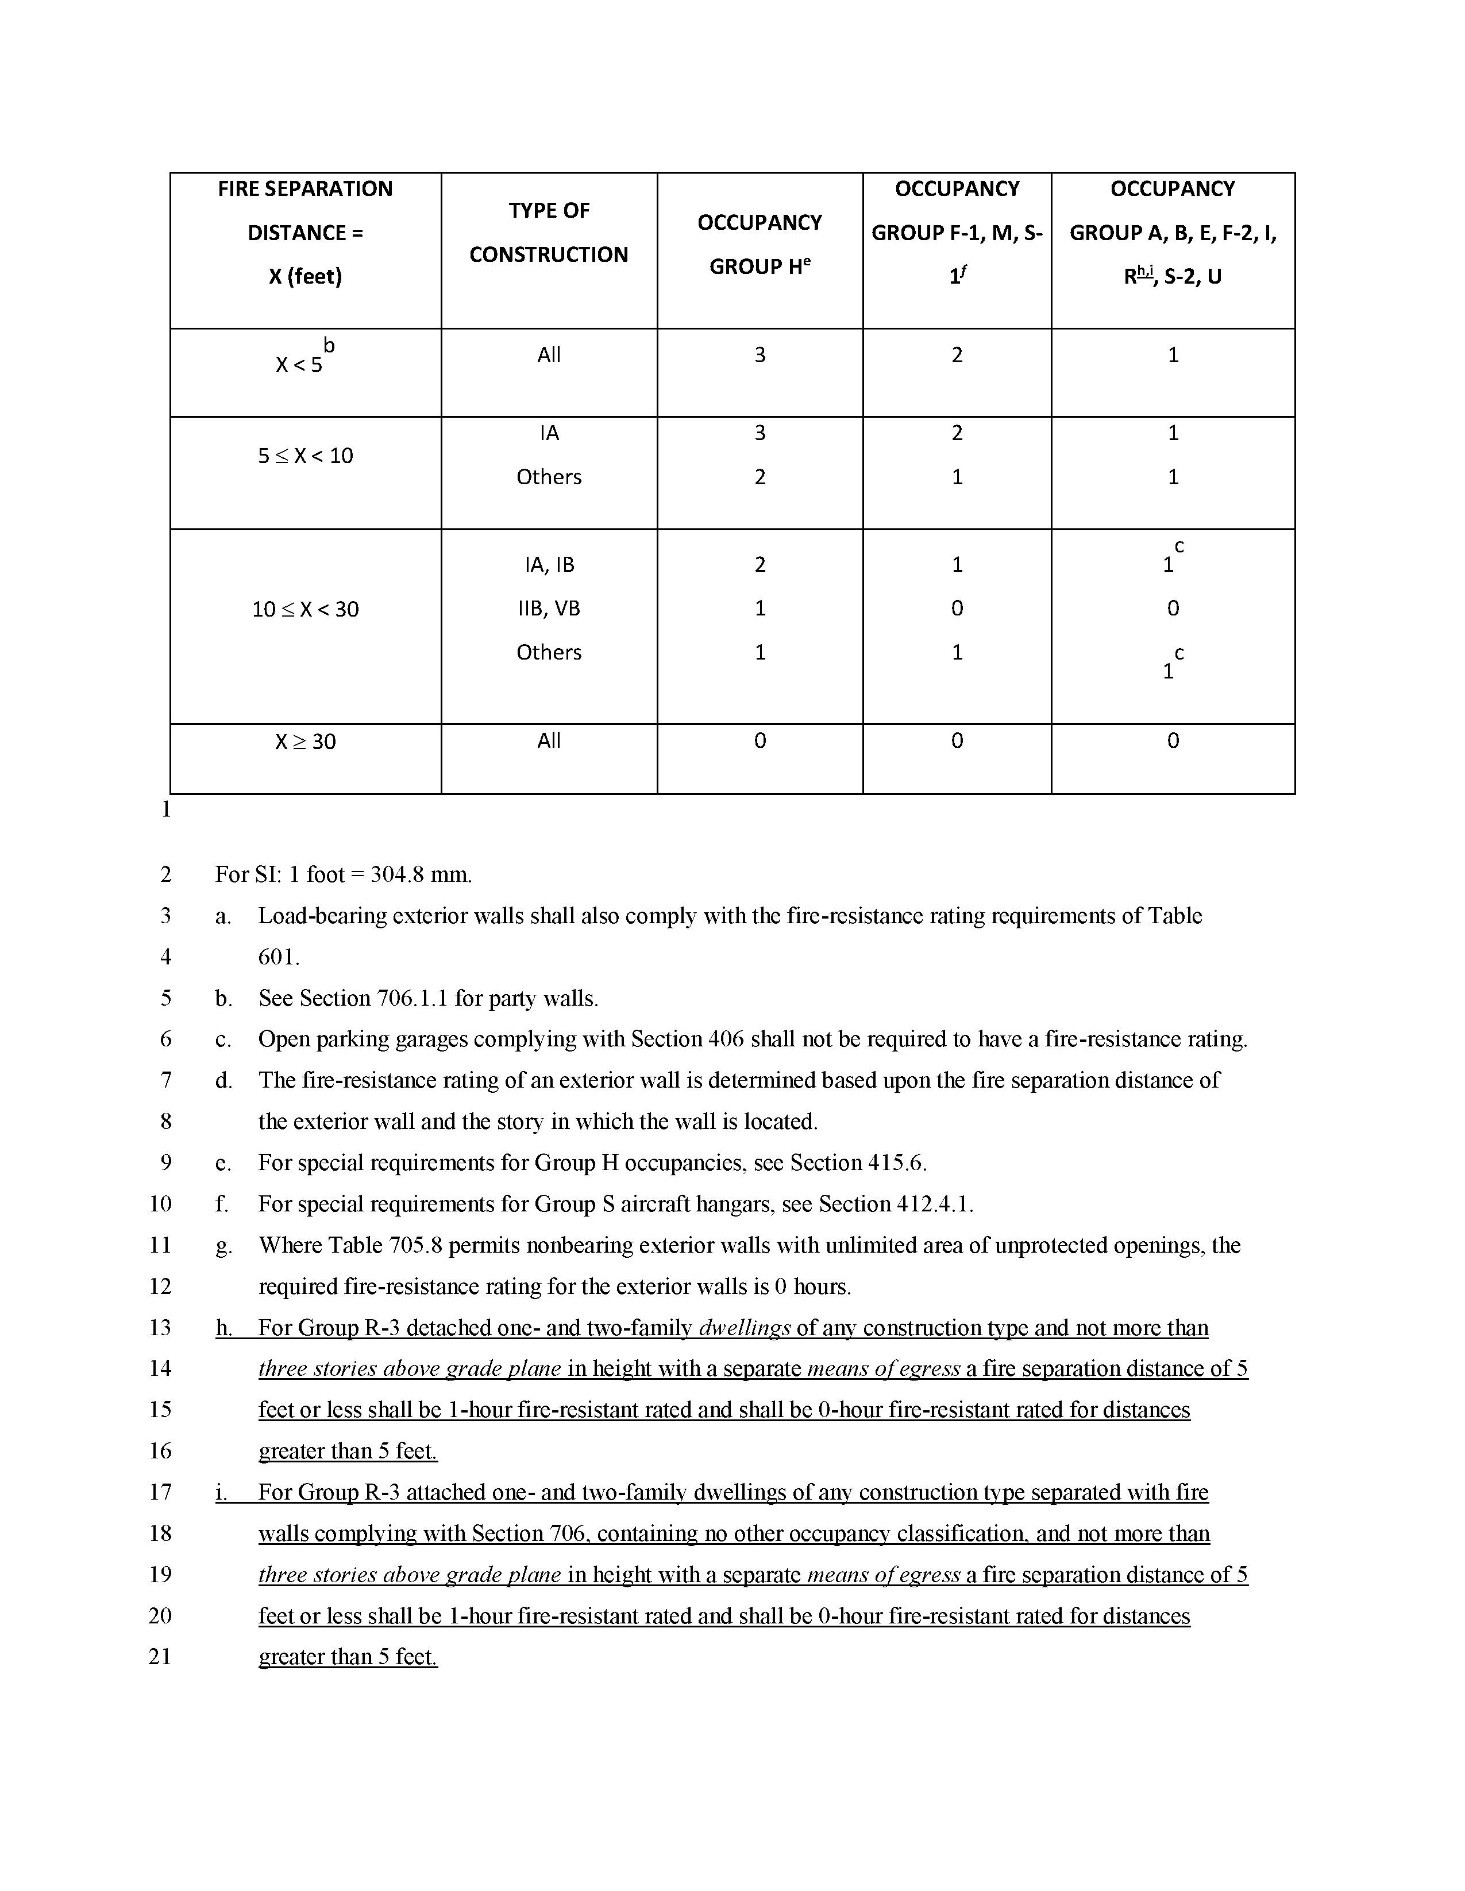 FIRE SEPARATION
DISTANCE =
X (feet)
TYPE OF
CONSTRUCTION
OCCUPANCY
GROUP Hᵉ
OCCUPANCY
GROUP F-1, M, S-
1ᶠ
OCCUPANCY
GROUP A, B, E, F-2, I,
Rʰ,ⁱ, S-2, U
X < 5ᵇ
All
3
2
1
5 ≤ X < 10
IA
3
2
1
Others
2
1
1
10 ≤ X < 30
IA, IB
2
1
1ᶜ
IIB, VB
1
0
0
Others
1
1
1ᶜ
X ≥ 30
All
0
0
0
1
2 For SI: 1 foot = 304.8 mm.
3 a. Load-bearing exterior walls shall also comply with the fire-resistance rating requirements of Table
4 601.
5 b. See Section 706.1.1 for party walls.
6 c. Open parking garages complying with Section 406 shall not be required to have a fire-resistance rating.
7 d. The fire-resistance rating of an exterior wall is determined based upon the fire separation distance of
8 the exterior wall and the story in which the wall is located.
9 e. For special requirements for Group H occupancies, see Section 415.6.
10 f. For special requirements for Group S aircraft hangars, see Section 412.4.1.
11 g. Where Table 705.8 permits nonbearing exterior walls with unlimited area of unprotected openings, the
12 required fire-resistance rating for the exterior walls is 0 hours.
13 h. For Group R-3 detached one- and two-family dwellings of any construction type and not more than
14 three stories above grade plane in height with a separate means of egress a fire separation distance of 5
15 feet or less shall be 1-hour fire-resistant rated and shall be 0-hour fire-resistant rated for distances
16 greater than 5 feet.
17 i. For Group R-3 attached one- and two-family dwellings of any construction type separated with fire
18 walls complying with Section 706, containing no other occupancy classification, and not more than
19 three stories above grade plane in height with a separate means of egress a fire separation distance of 5
20 feet or less shall be 1-hour fire-resistant rated and shall be 0-hour fire-resistant rated for distances
21 greater than 5 feet.